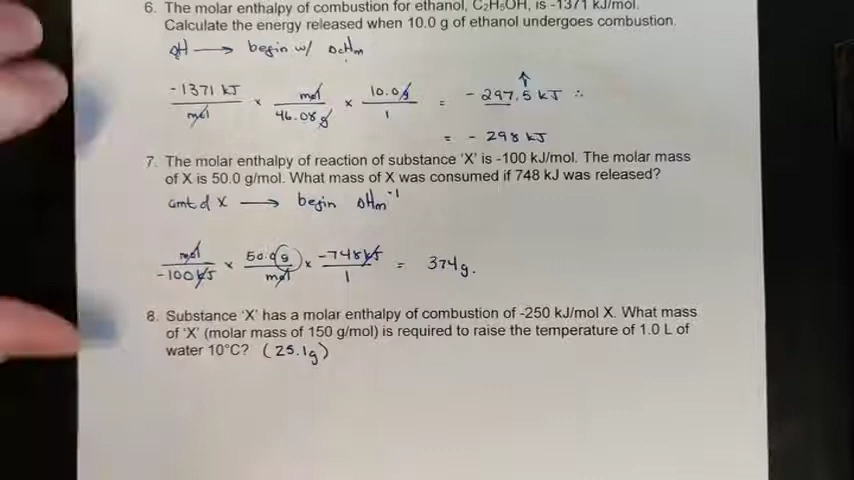 6. The molar enthalpy of combustion for ethanol, C₂H₅OH, is -1371 kJ/mol.
Calculate the energy released when 10.0 g of ethanol undergoes combustion.
→ begin w/ ΔcHm
-1371 kJ / mol × mol / 46.08g × 10.0g / 1 = -297.5 kJ ∴
= -298 kJ
7. The molar enthalpy of reaction of substance 'X' is -100 kJ/mol. The molar mass
of X is 50.0 g/mol. What mass of X was consumed if 748 kJ was released?
amt of X → begin ΔHm⁻¹
mol / -100 kJ × 50.0g / mol × -748 kJ / 1 = 374g.
8. Substance 'X' has a molar enthalpy of combustion of -250 kJ/mol X. What mass
of 'X' (molar mass of 150 g/mol) is required to raise the temperature of 1.0 L of
water 10°C? (25.1g)